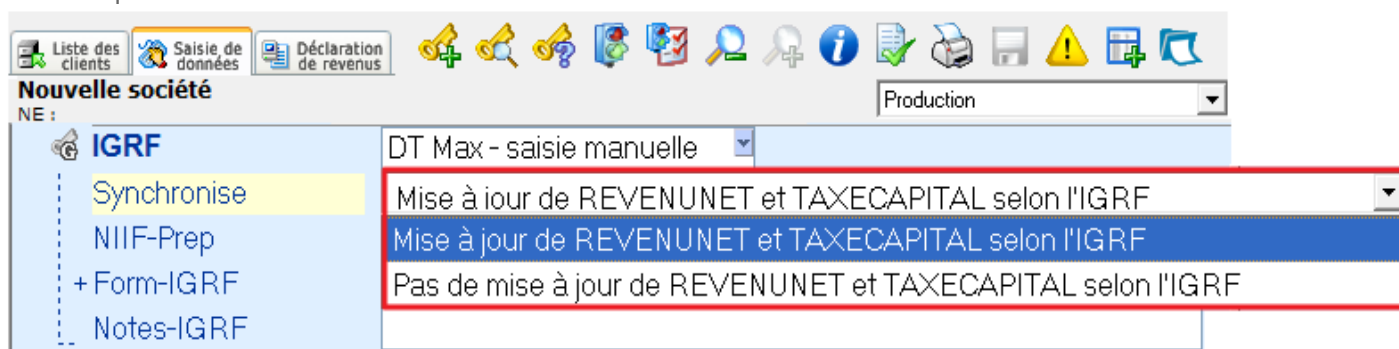 Liste des clients
Saisie de données
Déclaration de revenus
Nouvelle société
NE :
Production
IGRF
DT Max - saisie manuelle
Synchronise
Mise à jour de REVENUNET et TAXECAPITAL selon l'IGRF
NIIF-Prep
Mise à jour de REVENUNET et TAXECAPITAL selon l'IGRF
+ Form-IGRF
Pas de mise à jour de REVENUNET et TAXECAPITAL selon l'IGRF
Notes-IGRF